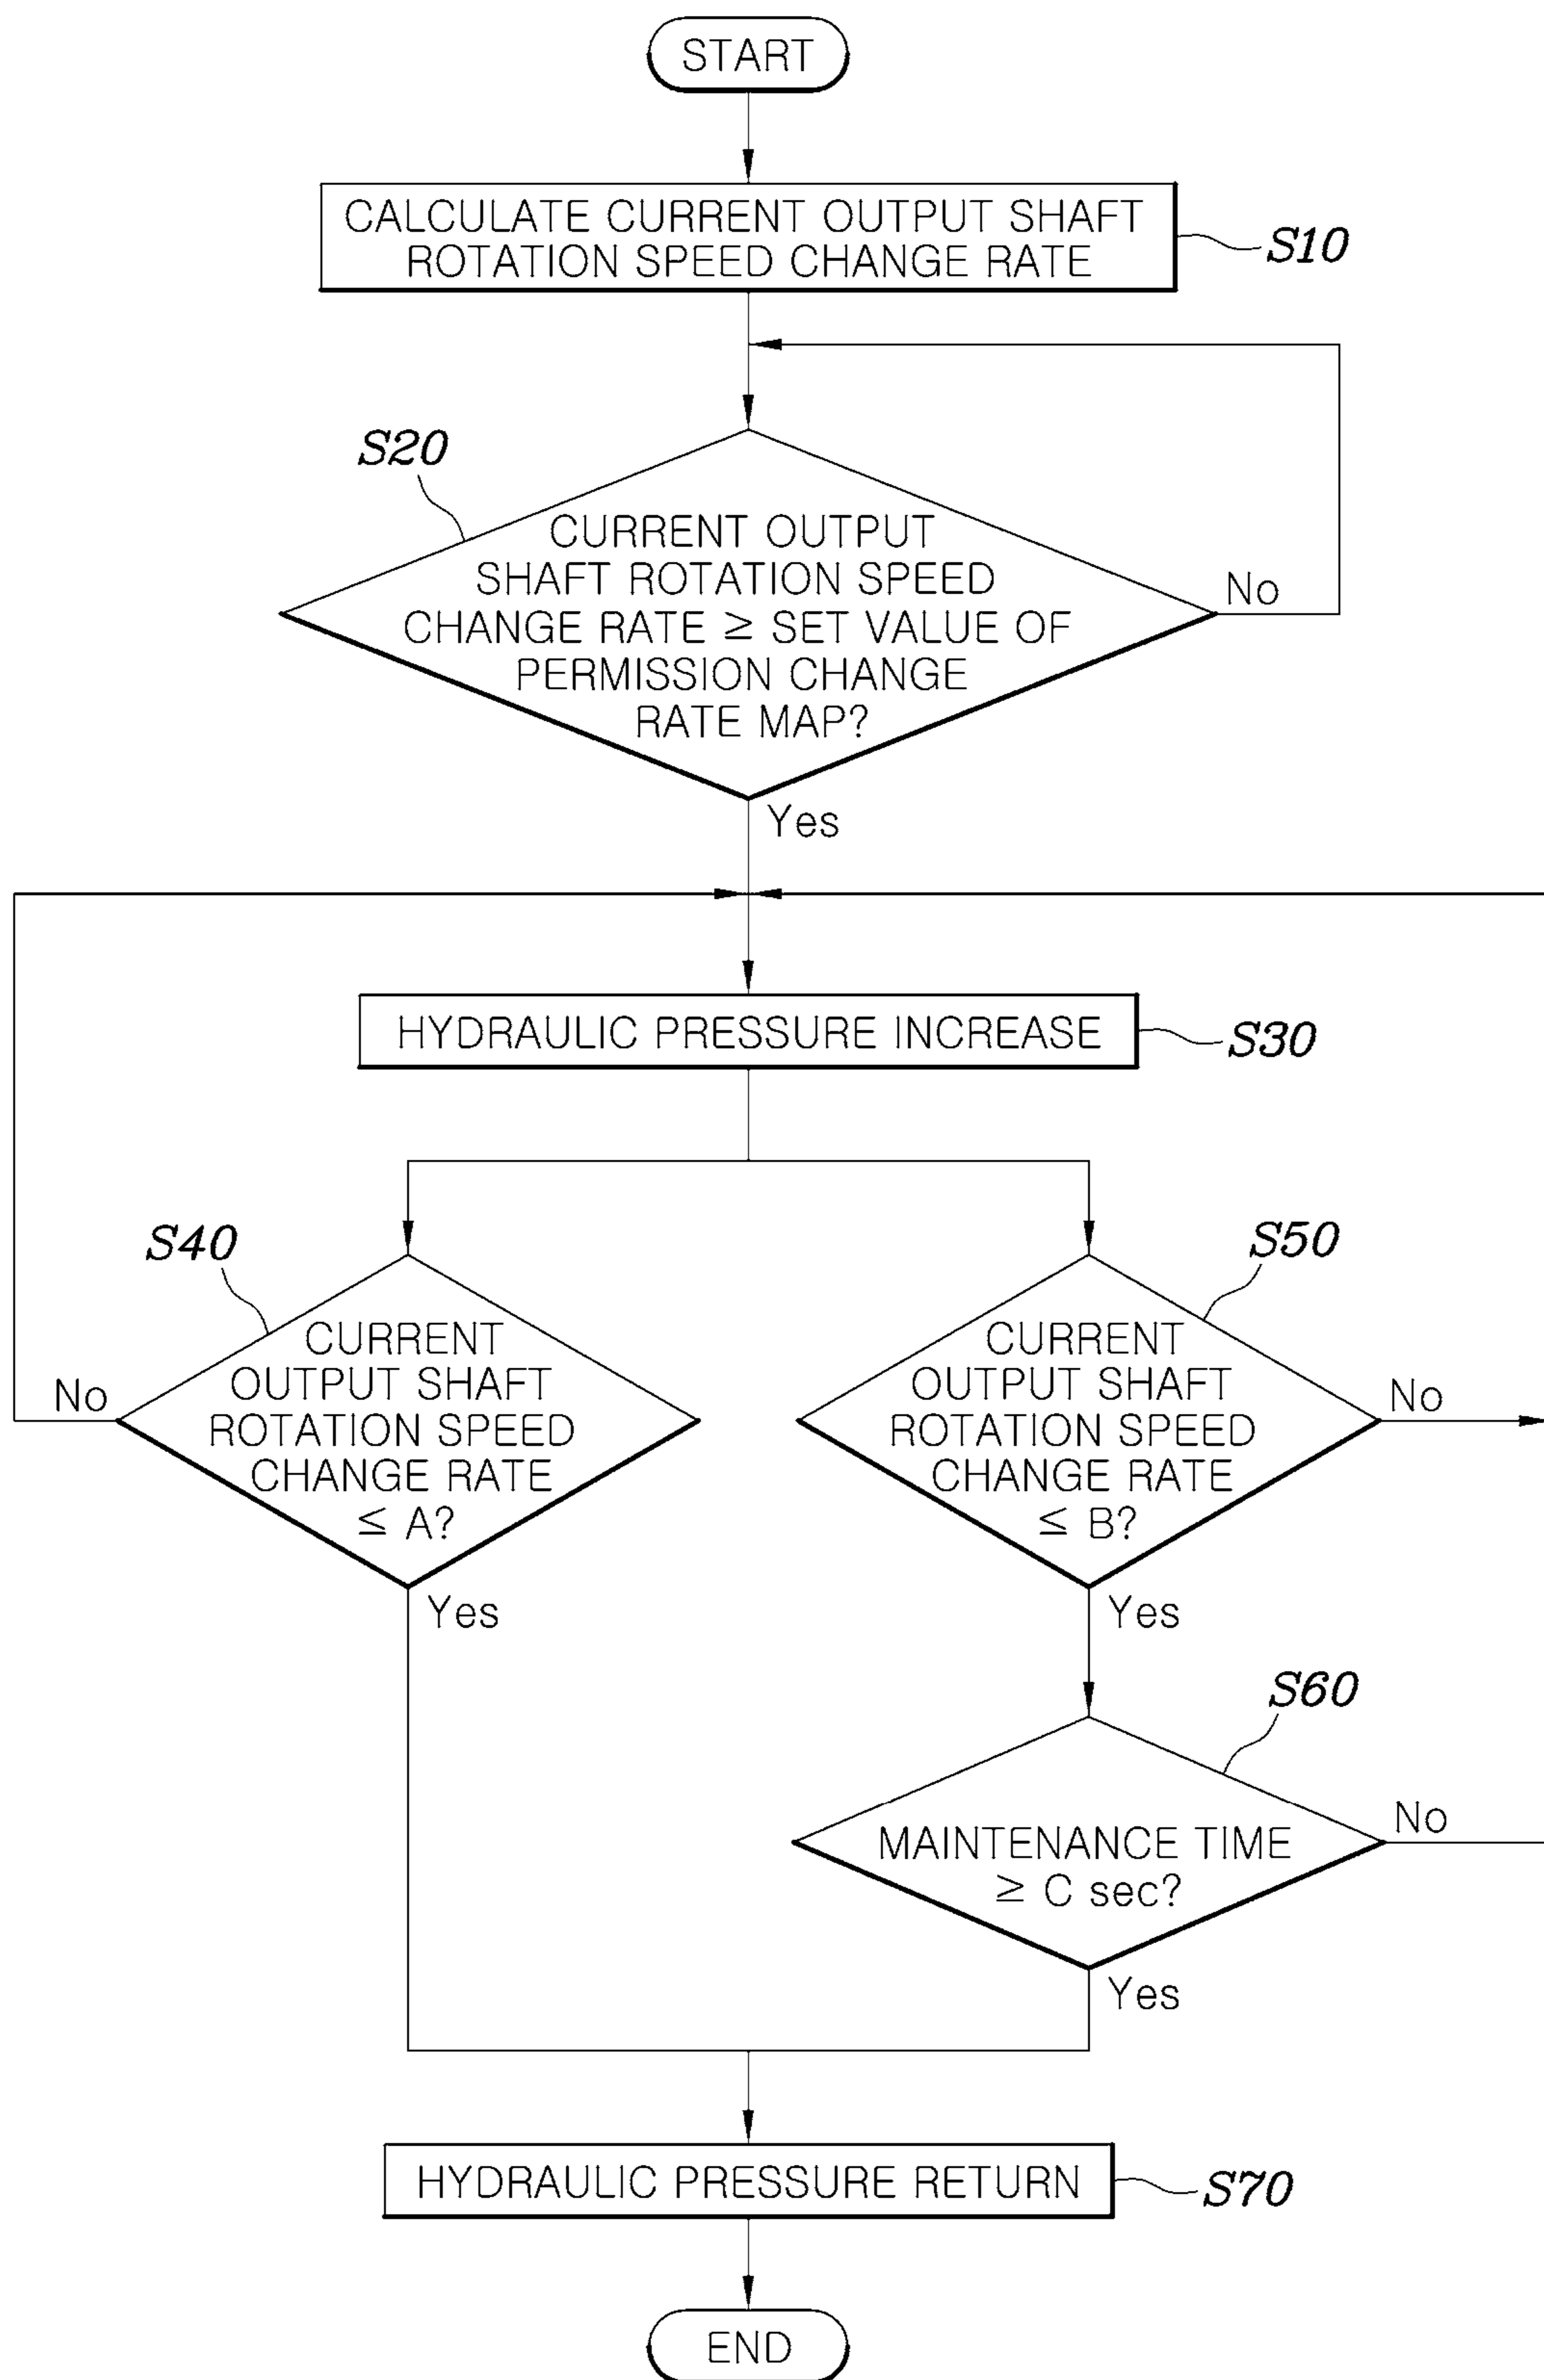 START
CALCULATE CURRENT OUTPUT SHAFT
ROTATION SPEED CHANGE RATE
S10
S20
CURRENT OUTPUT
SHAFT ROTATION SPEED
CHANGE RATE ≥ SET VALUE OF
PERMISSION CHANGE
RATE MAP?
No
Yes
HYDRAULIC PRESSURE INCREASE
S30
S40
CURRENT
OUTPUT SHAFT
ROTATION SPEED
CHANGE RATE
≤ A?
No
Yes
S50
CURRENT
OUTPUT SHAFT
ROTATION SPEED
CHANGE RATE
≤ B?
No
Yes
S60
MAINTENANCE TIME
≥ C sec?
No
Yes
HYDRAULIC PRESSURE RETURN
S70
END